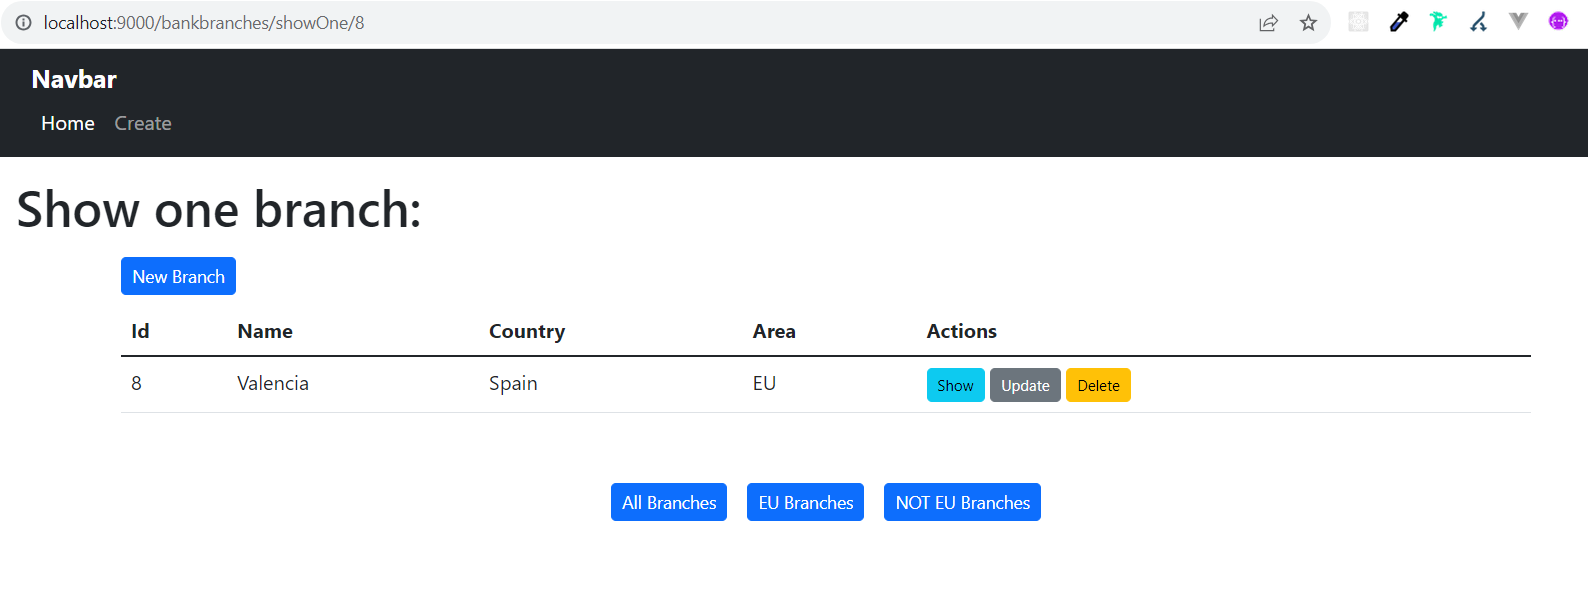 localhost:9000/bankbranches/showOne/8
Navbar
Home Create
Show one branch:
New Branch
Id Name Country Area Actions
8 Valencia Spain EU Show Update Delete
All Branches EU Branches NOT EU Branches